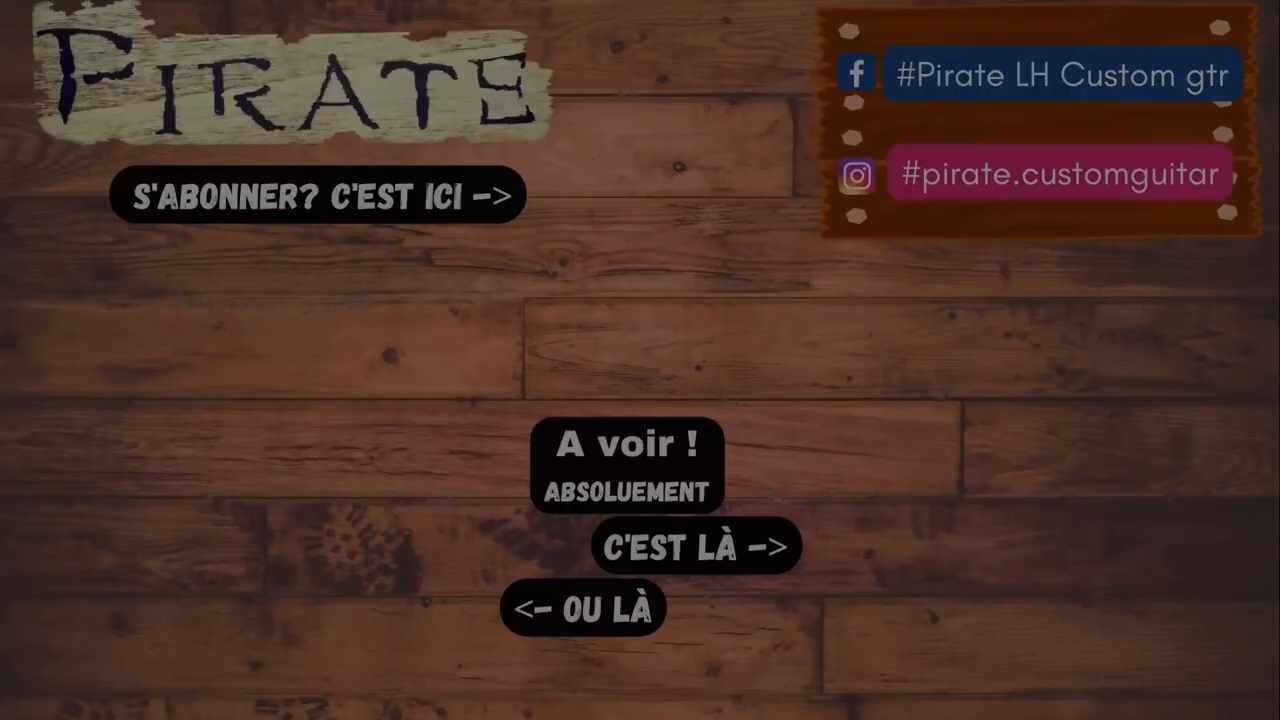 PIRATE
S'ABONNER? C'EST ICI –>
#Pirate LH Custom gtr
#pirate.customguitar
A voir !
ABSOLUEMENT
C'EST LÀ –>
<– OU LÀ